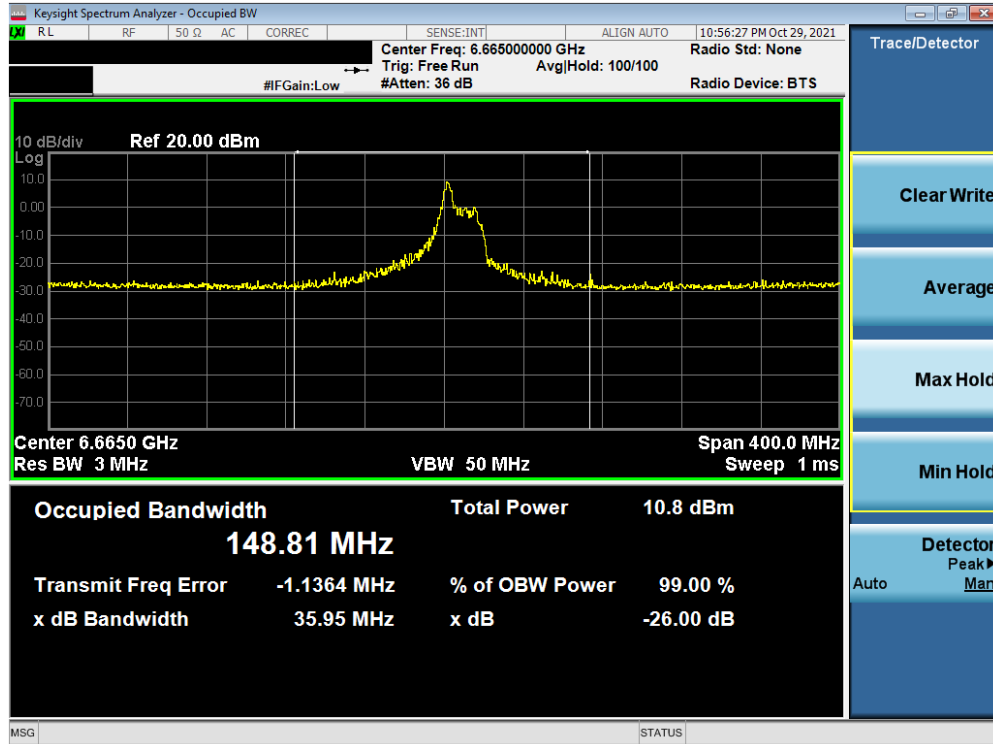 Keysight Spectrum Analyzer - Occupied BW
LXI RL RF 50 Ω AC CORREC SENSE:INT ALIGN AUTO 10:56:27 PM Oct 29, 2021
Center Freq: 6.665000000 GHz Radio Std: None
Trig: Free Run Avg|Hold: 100/100
#IFGain:Low #Atten: 36 dB Radio Device: BTS
10 dB/div Ref 20.00 dBm
Log
10.0
0.00
-10.0
-20.0
-30.0
-40.0
-50.0
-60.0
-70.0
Center 6.6650 GHz Span 400.0 MHz
Res BW 3 MHz VBW 50 MHz Sweep 1 ms
Occupied Bandwidth Total Power 10.8 dBm
148.81 MHz
Transmit Freq Error -1.1364 MHz % of OBW Power 99.00 %
x dB Bandwidth 35.95 MHz x dB -26.00 dB
MSG STATUS
Trace/Detector
Clear Write
Average
Max Hold
Min Hold
Detector
Peak▶
Auto Man